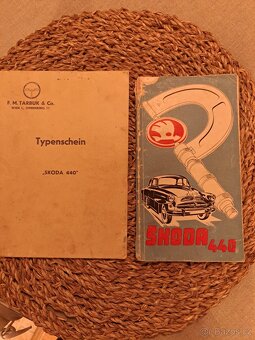 F. M. TARBUK & Co.
Typenschein
„SKODA 440"
ŠKODA 440